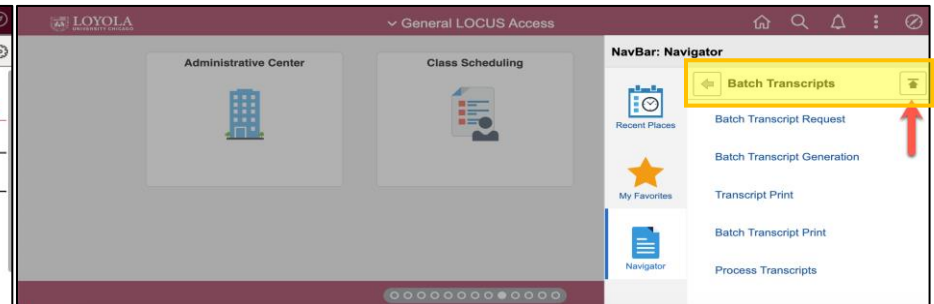 LOYOLA
UNIVERSITY CHICAGO
General LOCUS Access
NavBar: Navigator
Administrative Center
Class Scheduling
Recent Places
My Favorites
Navigator
Batch Transcripts
Batch Transcript Request
Batch Transcript Generation
Transcript Print
Batch Transcript Print
Process Transcripts